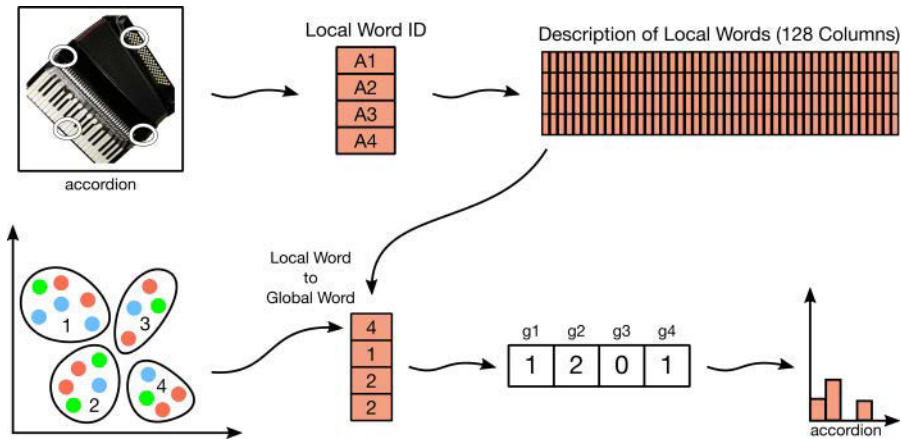 Local Word ID
Description of Local Words (128 Columns)
A1
A2
A3
A4
accordion
Local Word
to
Global Word
1
3
2
4
4
1
2
2
g1 g2 g3 g4
1 2 0 1
accordion